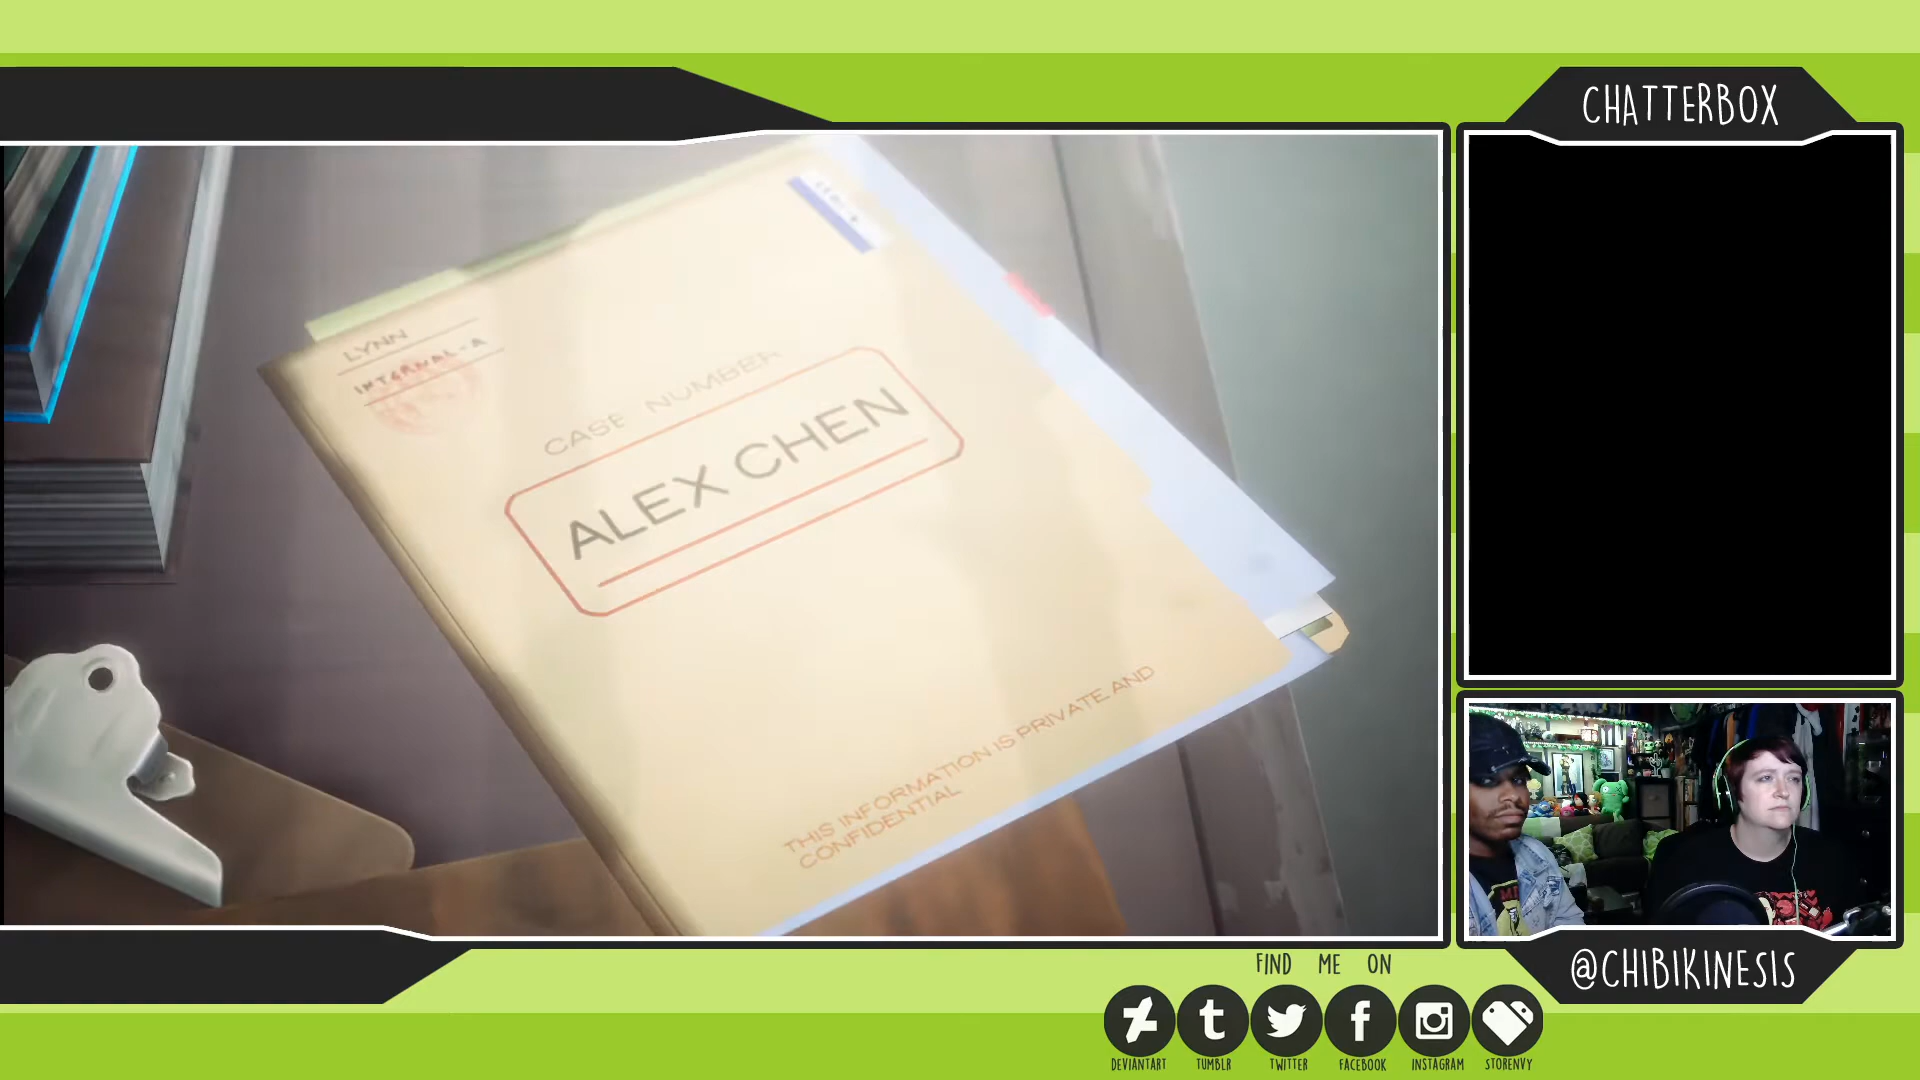 CHATTERBOX
LYNN
INTERNAL-A
CASE NUMBER
ALEX CHEN
THIS INFORMATION IS PRIVATE AND
CONFIDENTIAL
@CHIBIKINESIS
FIND ME ON
DEVIANTART TUMBLR TWITTER FACEBOOK INSTAGRAM STORENVY